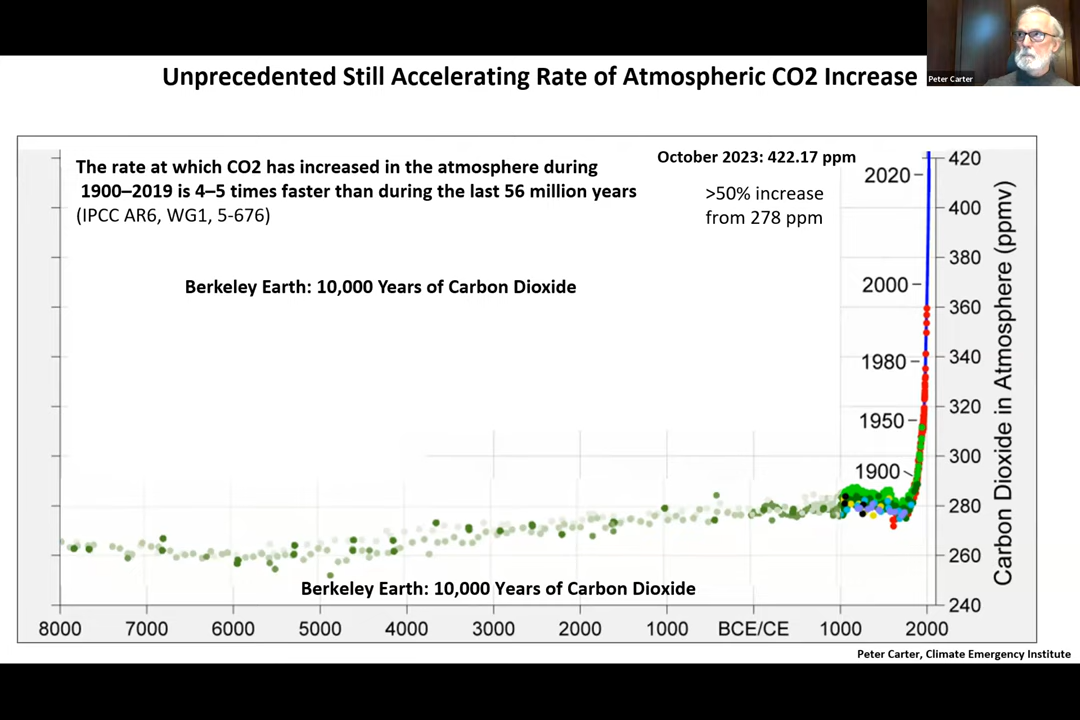 Unprecedented Still Accelerating Rate of Atmospheric CO2 Increase
Peter Carter
The rate at which CO2 has increased in the atmosphere during
1900–2019 is 4–5 times faster than during the last 56 million years
(IPCC AR6, WG1, 5-676)
October 2023: 422.17 ppm
>50% increase
from 278 ppm
Berkeley Earth: 10,000 Years of Carbon Dioxide
2020
2000
1980
1950
1900
420
400
380
360
340
320
300
280
260
240
Carbon Dioxide in Atmosphere (ppmv)
Berkeley Earth: 10,000 Years of Carbon Dioxide
8000 7000 6000 5000 4000 3000 2000 1000 BCE/CE 1000 2000
Peter Carter, Climate Emergency Institute